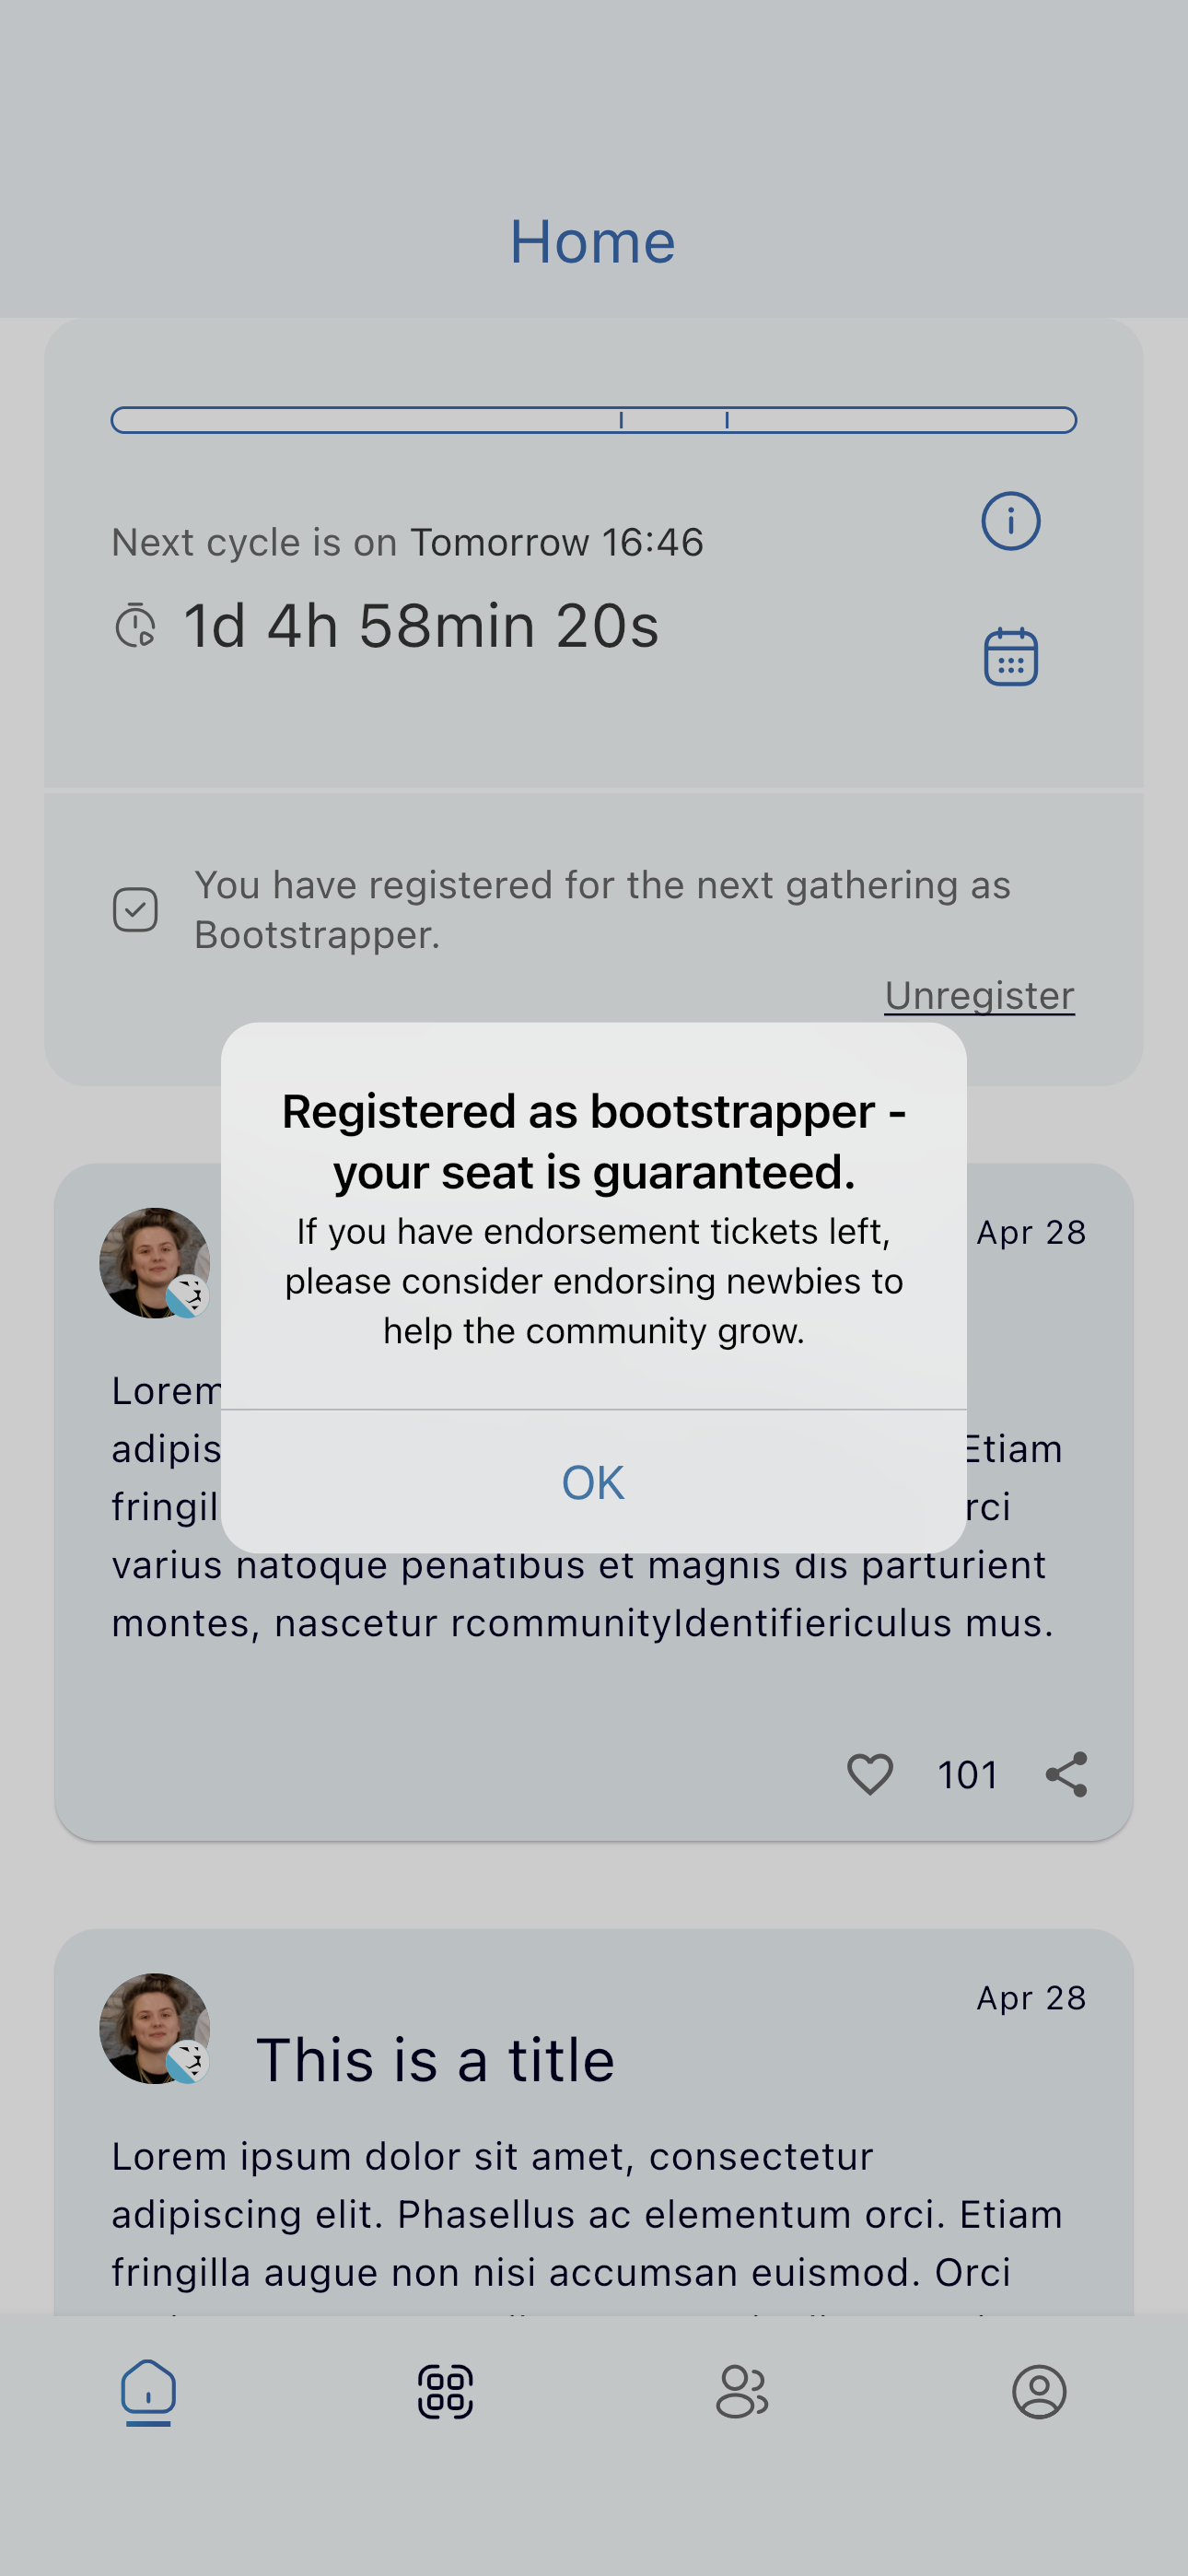 Home
Next cycle is on Tomorrow 16:46
1d 4h 58min 20s
You have registered for the next gathering as
Bootstrapper.
Unregister
Registered as bootstrapper -
your seat is guaranteed.
If you have endorsement tickets left,
please consider endorsing newbies to
help the community grow.
OK
Apr 28
Lorem
adipis Etiam
fringil rci
varius natoque penatibus et magnis dis parturient
montes, nascetur rcommunityIdentifiericulus mus.
101
Apr 28
This is a title
Lorem ipsum dolor sit amet, consectetur
adipiscing elit. Phasellus ac elementum orci. Etiam
fringilla augue non nisi accumsan euismod. Orci